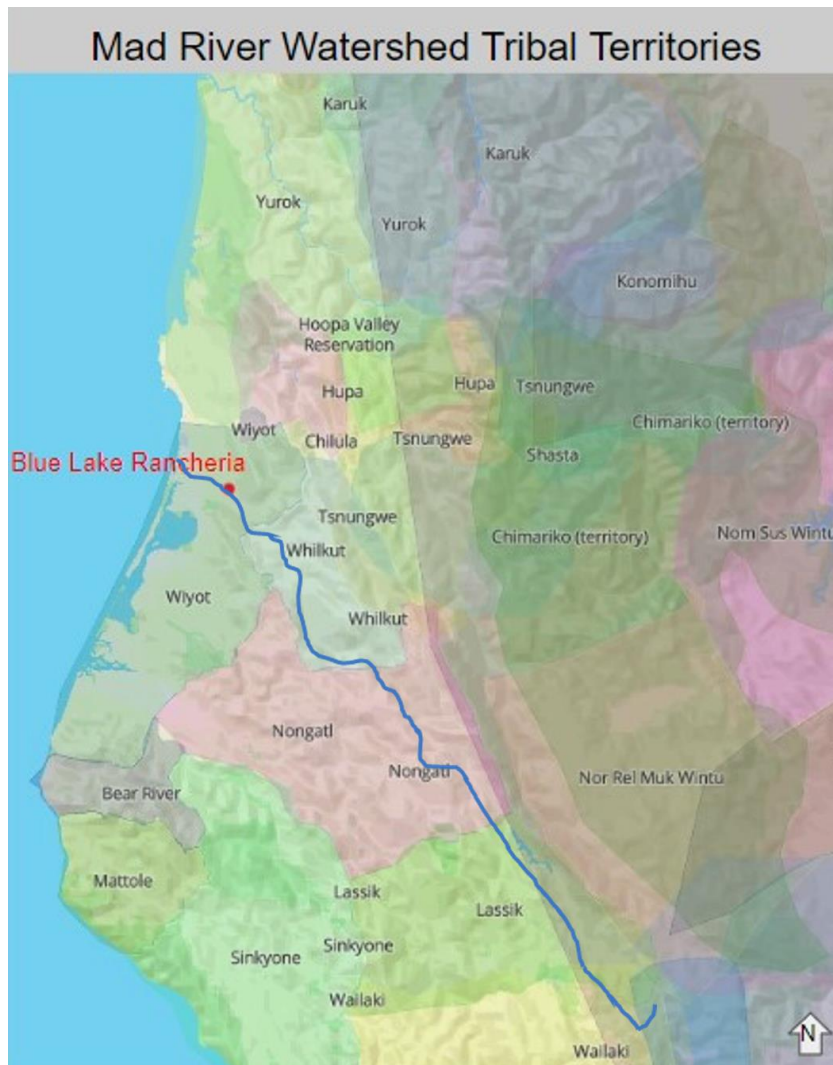 Mad River Watershed Tribal Territories
Karuk
Karuk
Yurok
Yurok
Konomihu
Hoopa Valley
Reservation
Hupa
Hupa
Tsnungwe
Chimariko (territory)
Wiyot
Chilula
Tsnungwe
Shasta
Blue Lake Rancheria
Tsnungwe
Chimariko (territory)
Nom Sus Wintu
Whilkut
Wiyot
Whilkut
Nongatl
Nongatl
Nor Rel Muk Wintu
Bear River
Mattole
Lassik
Lassik
Sinkyone
Sinkyone
Wailaki
N
Wailaki